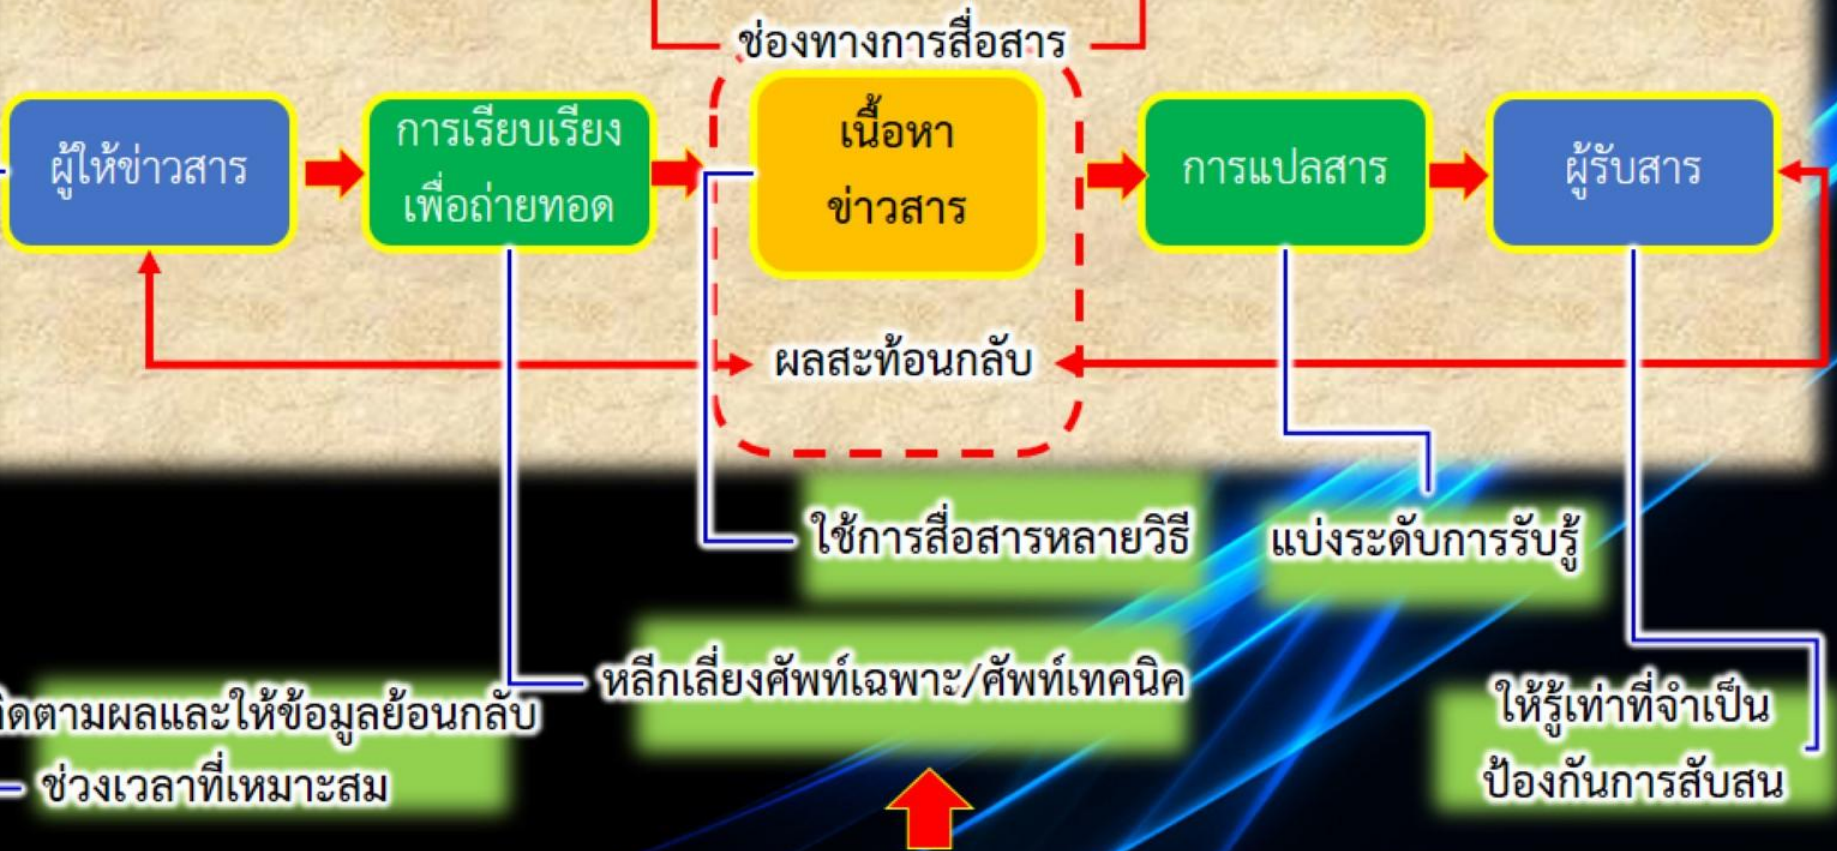 ช่องทางการสื่อสาร
ผู้ให้ข่าวสาร
การเรียบเรียง
เพื่อถ่ายทอด
เนื้อหา
ข่าวสาร
การแปลสาร
ผู้รับสาร
ผลสะท้อนกลับ
ใช้การสื่อสารหลายวิธี
แบ่งระดับการรับรู้
หลีกเลี่ยงศัพท์เฉพาะ/ศัพท์เทคนิค
ติดตามผลและให้ข้อมูลย้อนกลับ
ช่วงเวลาที่เหมาะสม
ให้รู้เท่าที่จำเป็น
ป้องกันการสับสน